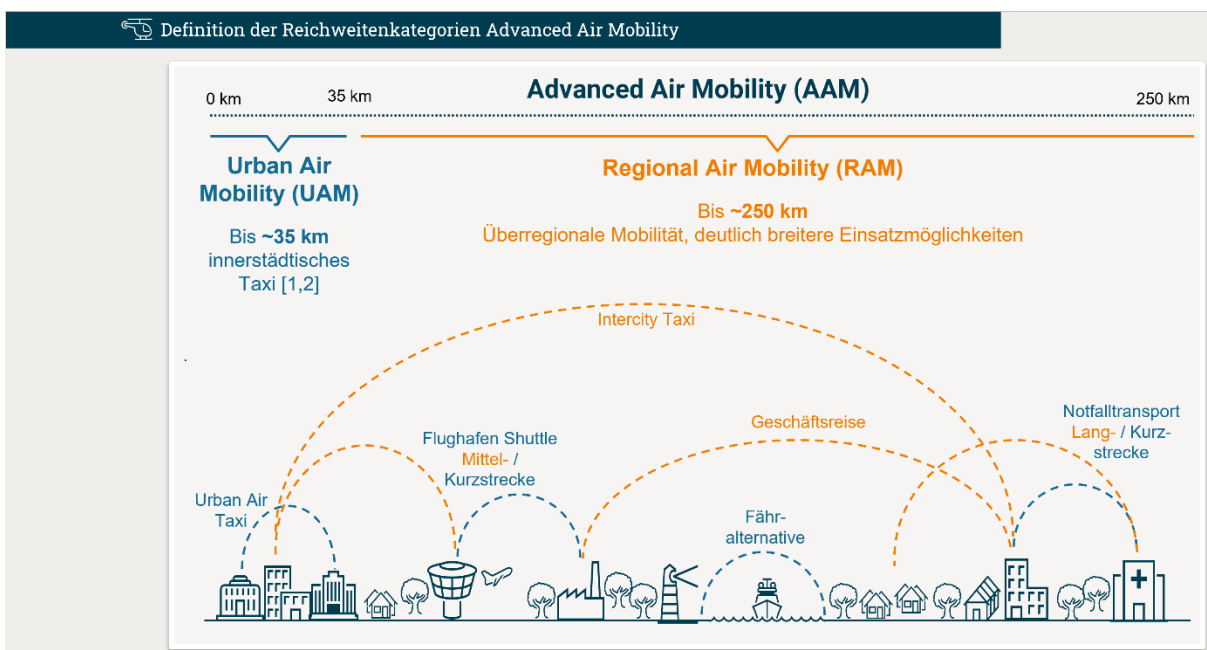 Definition der Reichweitenkategorien Advanced Air Mobility
0 km
35 km
Advanced Air Mobility (AAM)
250 km
Urban Air
Mobility (UAM)
Regional Air Mobility (RAM)
Bis ~250 km
Überregionale Mobilität, deutlich breitere Einsatzmöglichkeiten
Bis ~35 km
innerstädtisches
Taxi [1,2]
Intercity Taxi
Notfalltransport
Lang- / Kurz-
strecke
Geschäftsreise
Flughafen Shuttle
Mittel- /
Kurzstrecke
Urban Air
Taxi
Fähr-
alternative